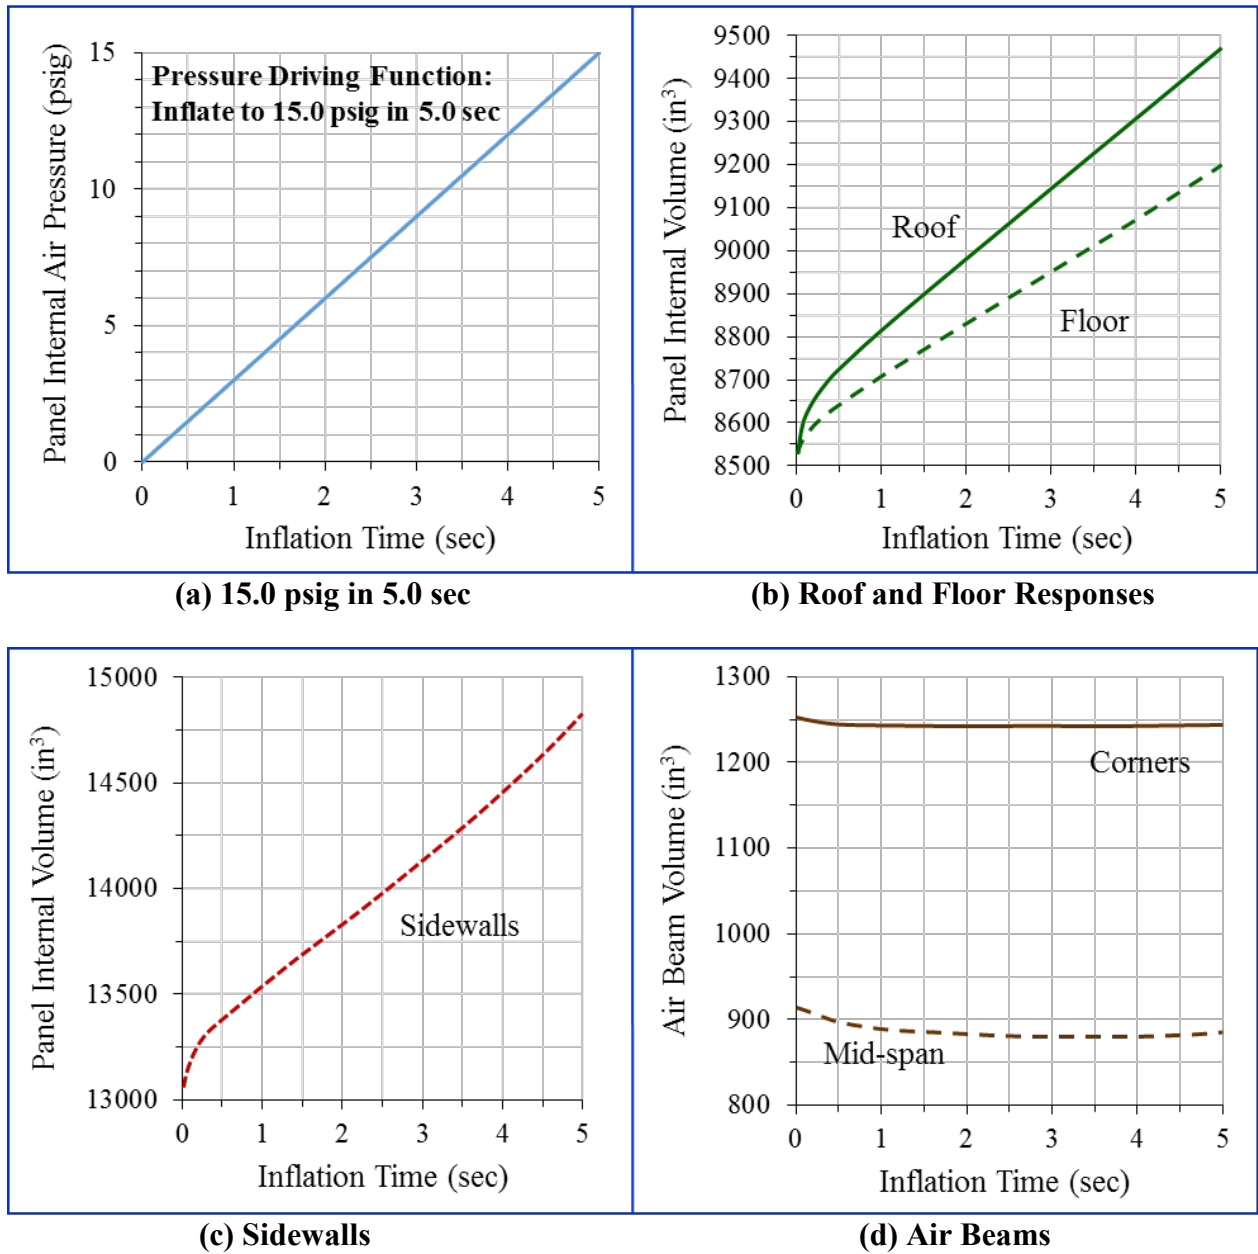 Panel Internal Air Pressure (psig)
15
10
5
0
Pressure Driving Function:
Inflate to 15.0 psig in 5.0 sec
0 1 2 3 4 5
Inflation Time (sec)
(a) 15.0 psig in 5.0 sec
Panel Internal Volume (in³)
9500
9400
9300
9200
9100
9000
8900
8800
8700
8600
8500
Roof
Floor
0 1 2 3 4 5
Inflation Time (sec)
(b) Roof and Floor Responses
Panel Internal Volume (in³)
15000
14500
14000
13500
13000
Sidewalls
0 1 2 3 4 5
Inflation Time (sec)
(c) Sidewalls
Air Beam Volume (in³)
1300
1200
1100
1000
900
800
Corners
Mid-span
0 1 2 3 4 5
Inflation Time (sec)
(d) Air Beams